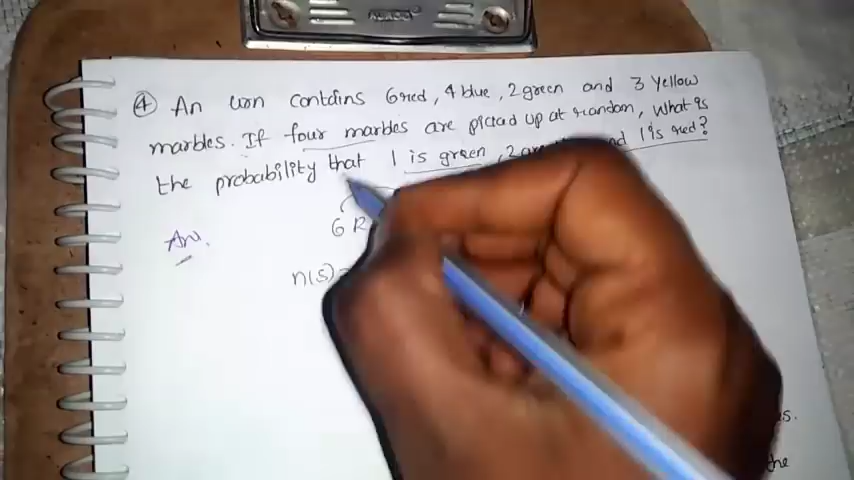 ④ An urn contains 6 red, 4 blue, 2 green and 3 Yellow
marbles. If four marbles are picked up at random, What is
the probability that 1 is green, 2 are and 1 is red?
Ans.
6 R
n(s) =
the